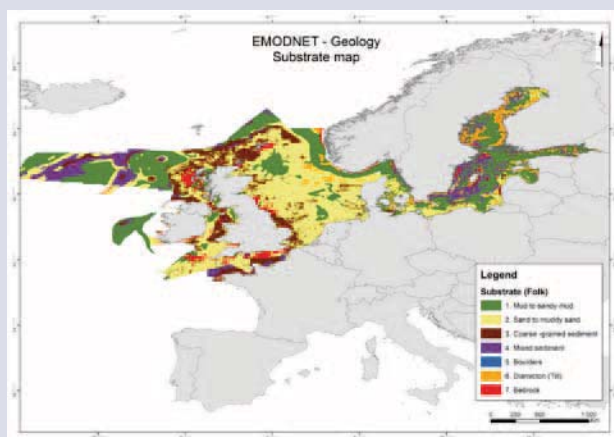 EMODNET - Geology
Substrate map
Legend
Substrate (Folk)
1. Mud to sandy mud
2. Sand to muddy sand
3. Coarse-grained sediment
4. Mixed sediment
5. Boulders
6. Diamicton (Till)
7. Bedrock
0